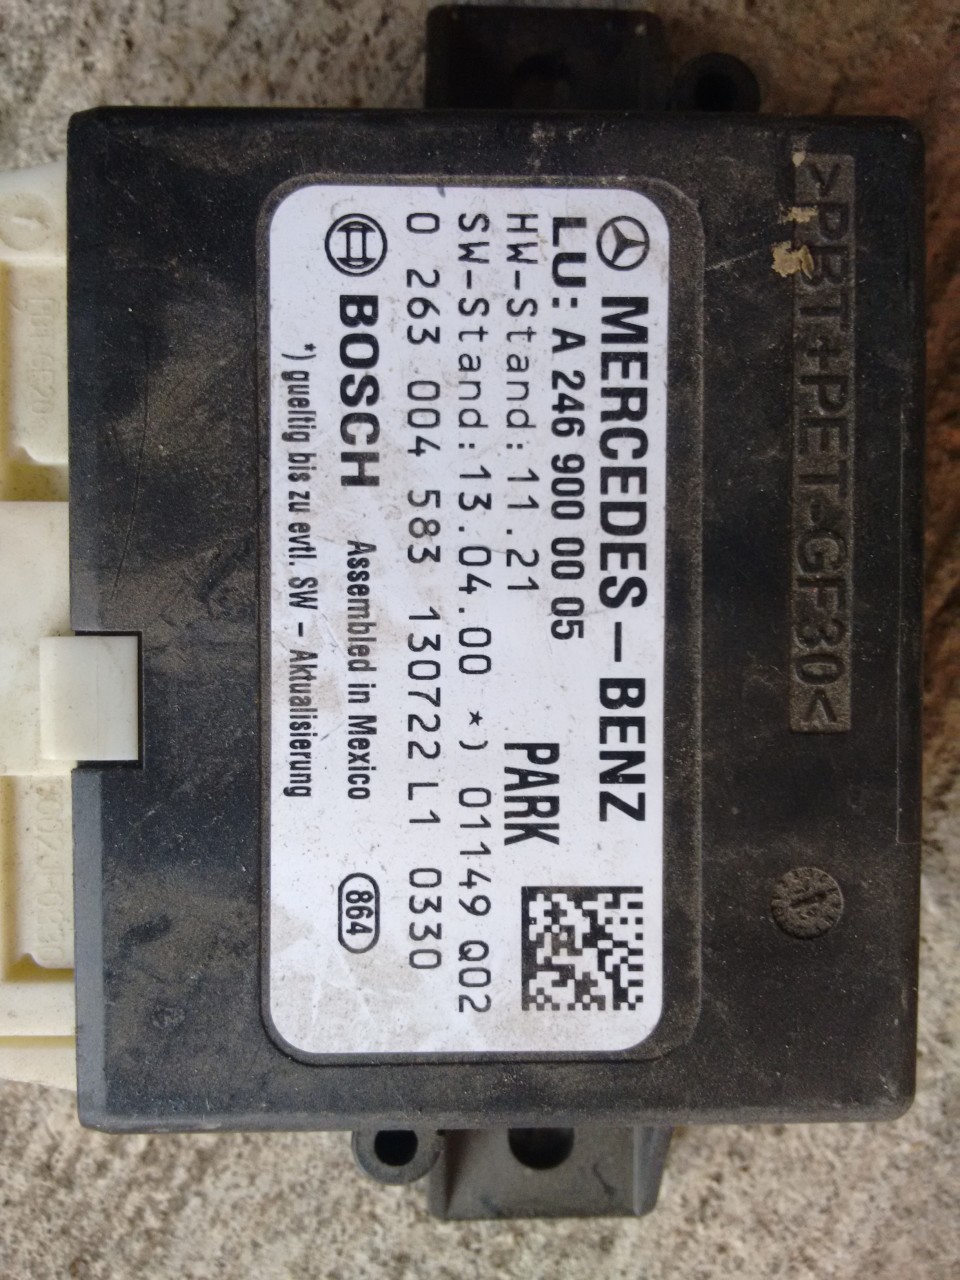 >PBT+PET-GF30<
MERCEDES-BENZ
LU: A 246 900 00 05
HW-Stand:11.21 PARK
SW-Stand:13.04.00 *) 01149 Q02
0 263 004 583 130722 L1 0330
BOSCH Assembled in Mexico 864
*) gueltig bis zu evtl. SW - Aktualisierung